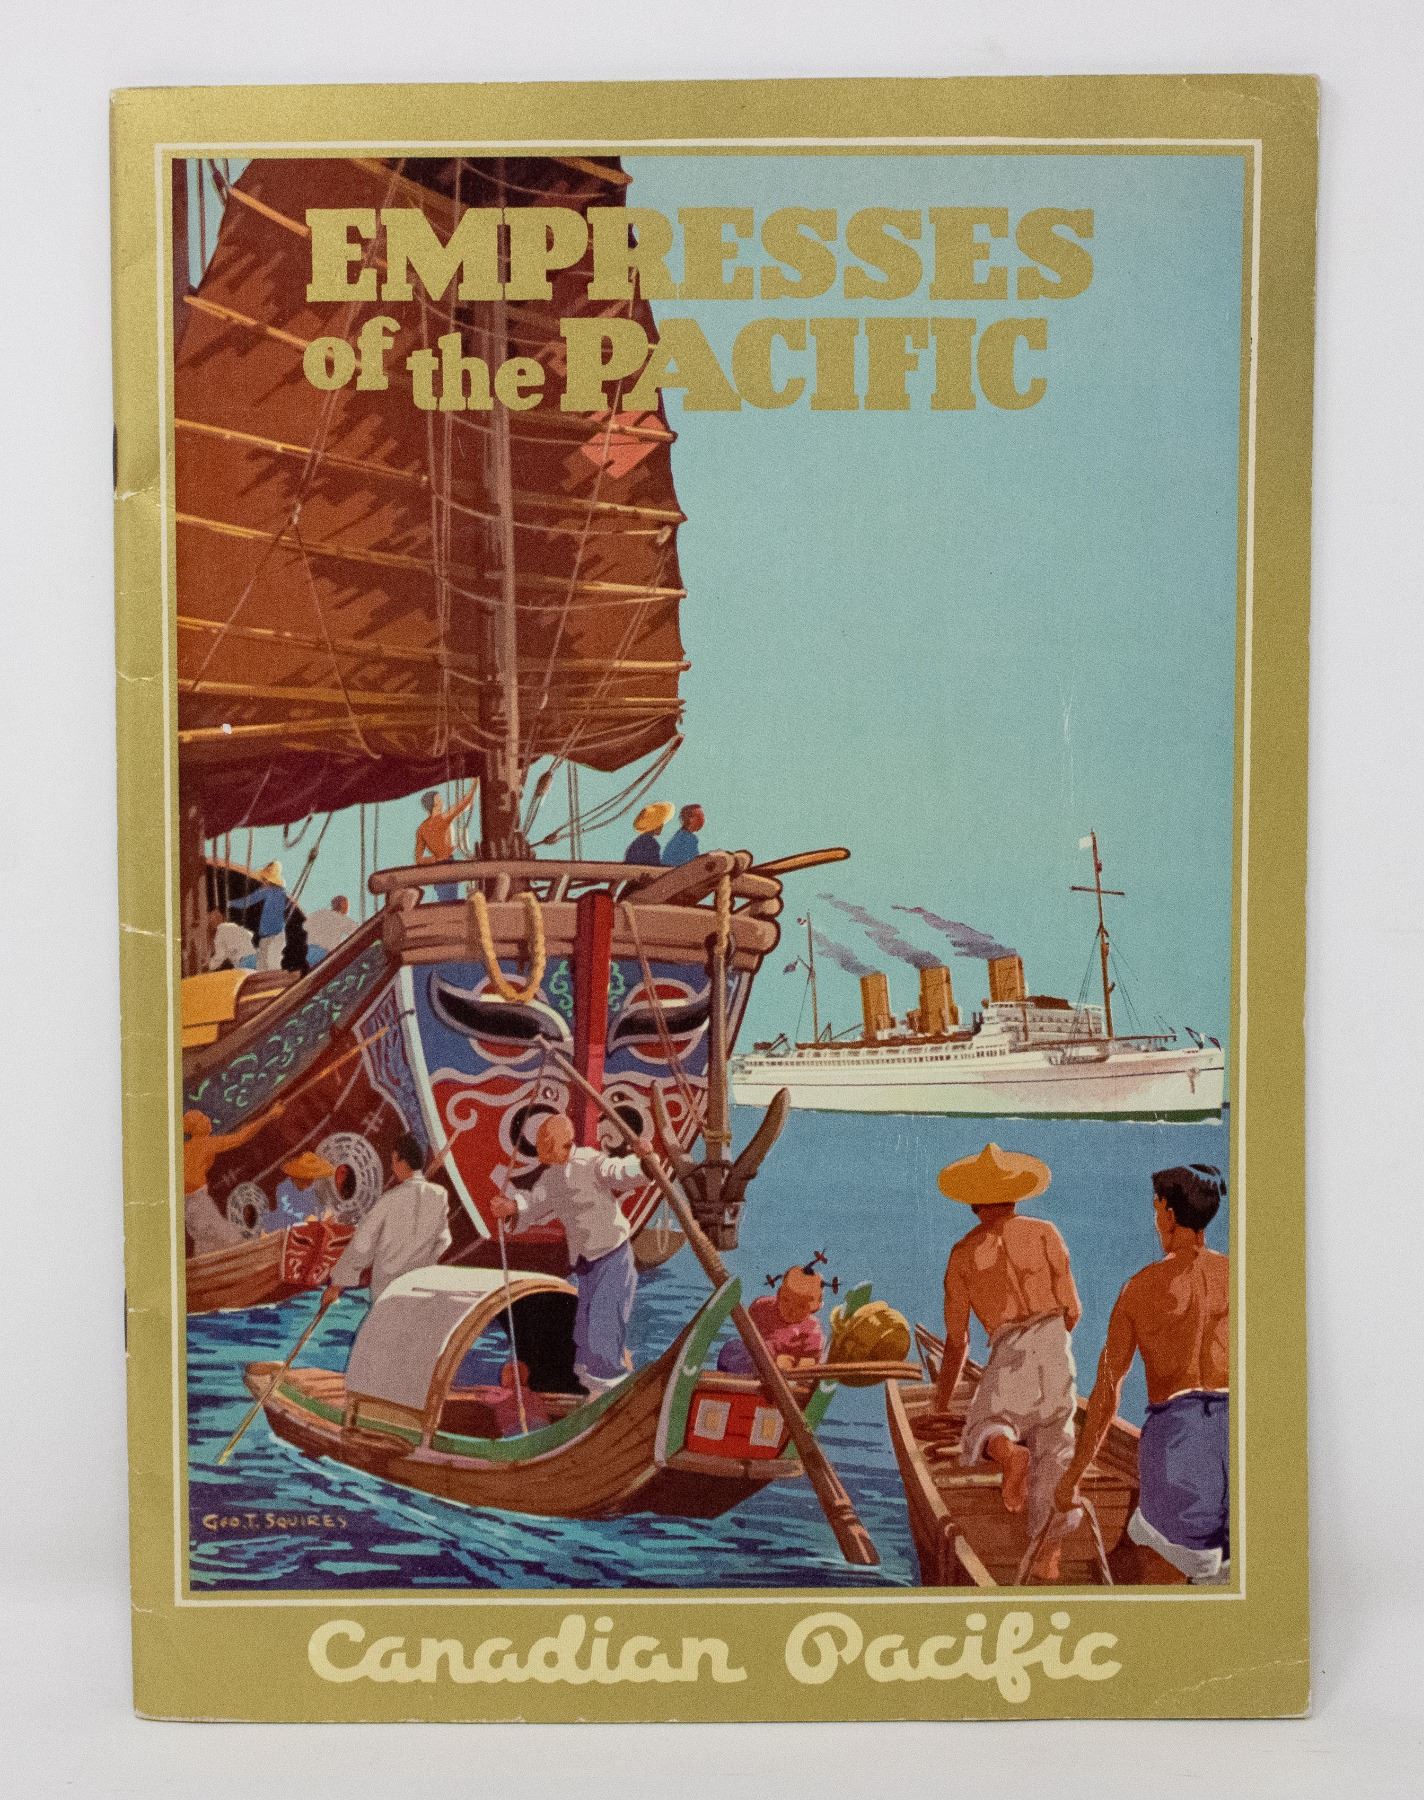 EMPRESSES
of the PACIFIC
GEO.T. SQUIRES
Canadian Pacific